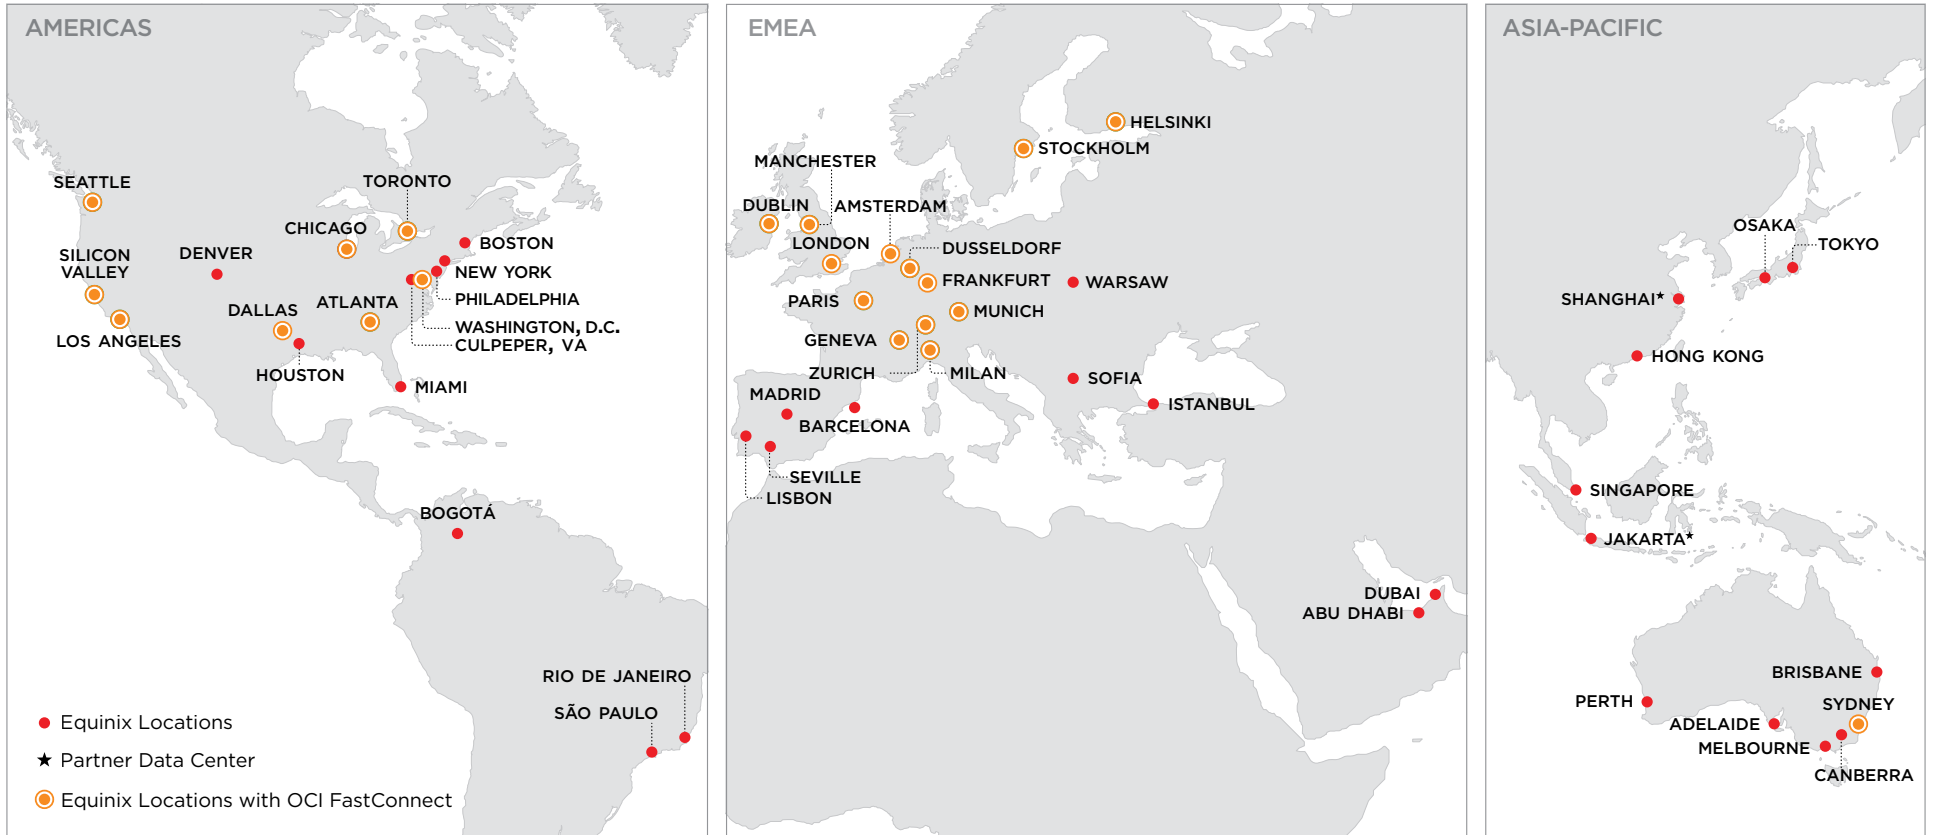 AMERICAS
SEATTLE
TORONTO
CHICAGO
BOSTON
DENVER
SILICON
VALLEY
NEW YORK
PHILADELPHIA
DALLAS
ATLANTA
WASHINGTON, D.C.
CULPEPER, VA
LOS ANGELES
HOUSTON
MIAMI
BOGOTÁ
RIO DE JANEIRO
SÃO PAULO
● Equinix Locations
★ Partner Data Center
Equinix Locations with OCI FastConnect
EMEA
HELSINKI
STOCKHOLM
MANCHESTER
DUBLIN
AMSTERDAM
LONDON
DUSSELDORF
FRANKFURT
WARSAW
PARIS
MUNICH
GENEVA
ZURICH
MILAN
SOFIA
MADRID
ISTANBUL
BARCELONA
SEVILLE
LISBON
DUBAI
ABU DHABI
ASIA-PACIFIC
OSAKA
TOKYO
SHANGHAI★
HONG KONG
SINGAPORE
JAKARTA★
BRISBANE
PERTH
SYDNEY
ADELAIDE
MELBOURNE
CANBERRA